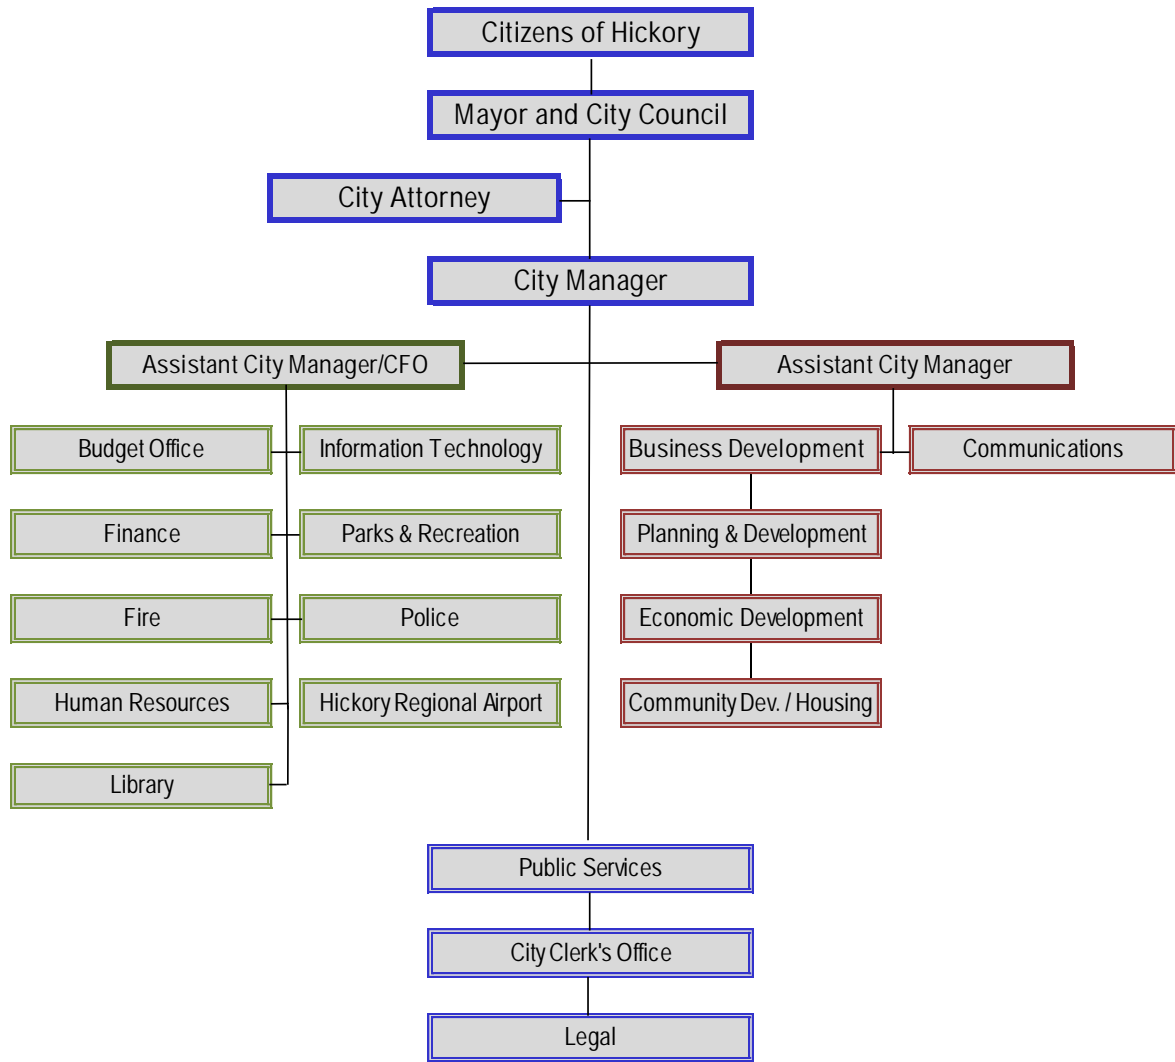 Citizens of Hickory
Mayor and City Council
City Attorney
City Manager
Assistant City Manager/CFO
Assistant City Manager
Budget Office
Information Technology
Business Development
Communications
Finance
Parks & Recreation
Planning & Development
Fire
Police
Economic Development
Human Resources
Hickory Regional Airport
Community Dev. / Housing
Library
Public Services
City Clerk's Office
Legal